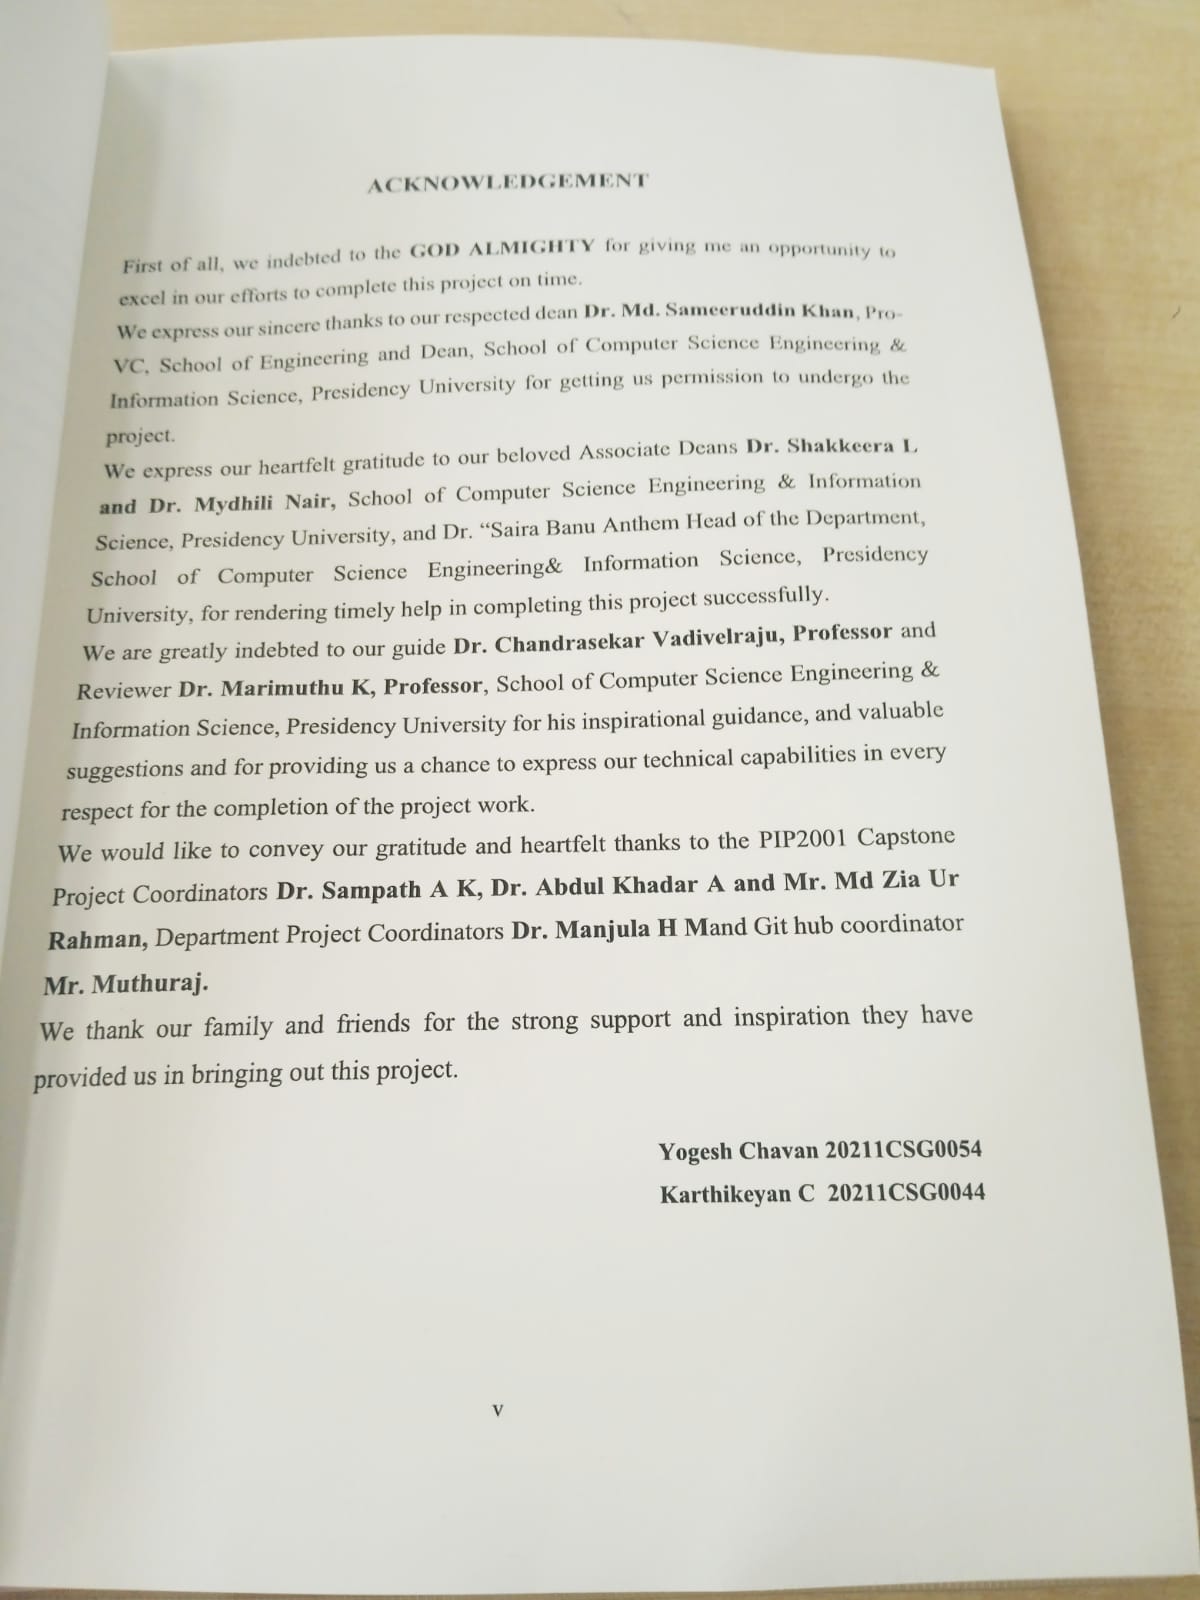 ACKNOWLEDGEMENT
First of all, we indebted to the GOD ALMIGHTY for giving me an opportunity to
excel in our efforts to complete this project on time.
We express our sincere thanks to our respected dean Dr. Md. Sameeruddin Khan, Pro-
VC, School of Engineering and Dean, School of Computer Science Engineering &
Information Science, Presidency University for getting us permission to undergo the
project.
We express our heartfelt gratitude to our beloved Associate Deans Dr. Shakkeera L
and Dr. Mydhili Nair, School of Computer Science Engineering & Information
Science, Presidency University, and Dr. “Saira Banu Anthem Head of the Department,
School of Computer Science Engineering& Information Science, Presidency
University, for rendering timely help in completing this project successfully.
We are greatly indebted to our guide Dr. Chandrasekar Vadivelraju, Professor and
Reviewer Dr. Marimuthu K, Professor, School of Computer Science Engineering &
Information Science, Presidency University for his inspirational guidance, and valuable
suggestions and for providing us a chance to express our technical capabilities in every
respect for the completion of the project work.
We would like to convey our gratitude and heartfelt thanks to the PIP2001 Capstone
Project Coordinators Dr. Sampath A K, Dr. Abdul Khadar A and Mr. Md Zia Ur
Rahman, Department Project Coordinators Dr. Manjula H Mand Git hub coordinator
Mr. Muthuraj.
We thank our family and friends for the strong support and inspiration they have
provided us in bringing out this project.
Yogesh Chavan 20211CSG0054
Karthikeyan C 20211CSG0044
v